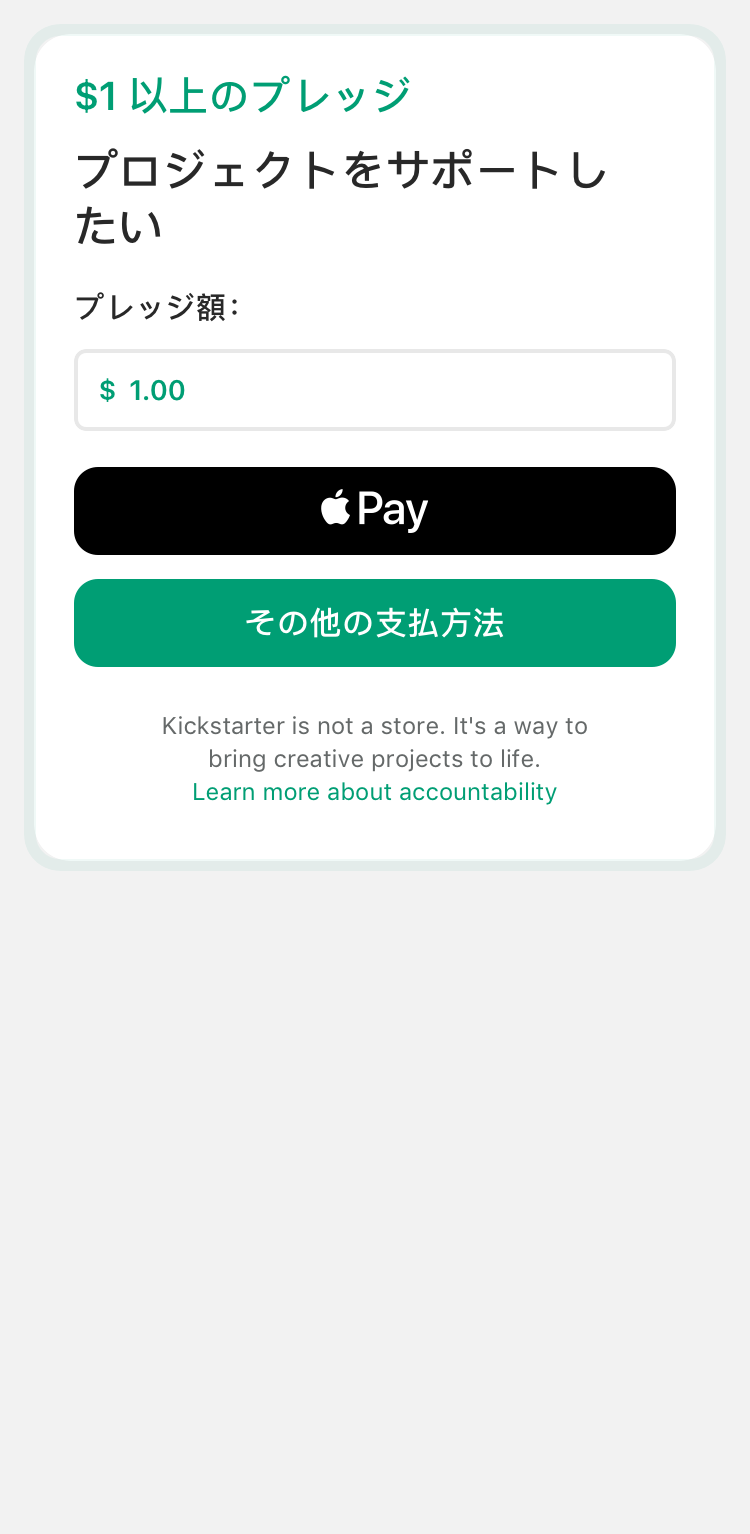 $1 以上のプレッジ
プロジェクトをサポートし
たい
プレッジ額：
$ 1.00
Pay
その他の支払方法
Kickstarter is not a store. It's a way to
bring creative projects to life.
Learn more about accountability